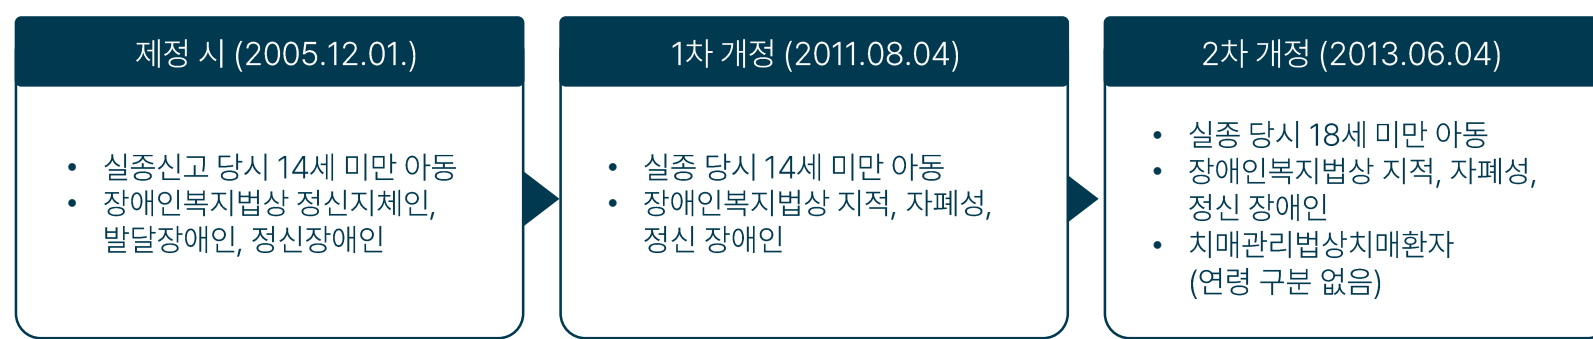 제정 시 (2005.12.01.)
• 실종신고 당시 14세 미만 아동
• 장애인복지법상 정신지체인,
발달장애인, 정신장애인
1차 개정 (2011.08.04)
• 실종 당시 14세 미만 아동
• 장애인복지법상 지적, 자폐성,
정신 장애인
2차 개정 (2013.06.04)
• 실종 당시 18세 미만 아동
• 장애인복지법상 지적, 자폐성,
정신 장애인
• 치매관리법상치매환자
(연령 구분 없음)